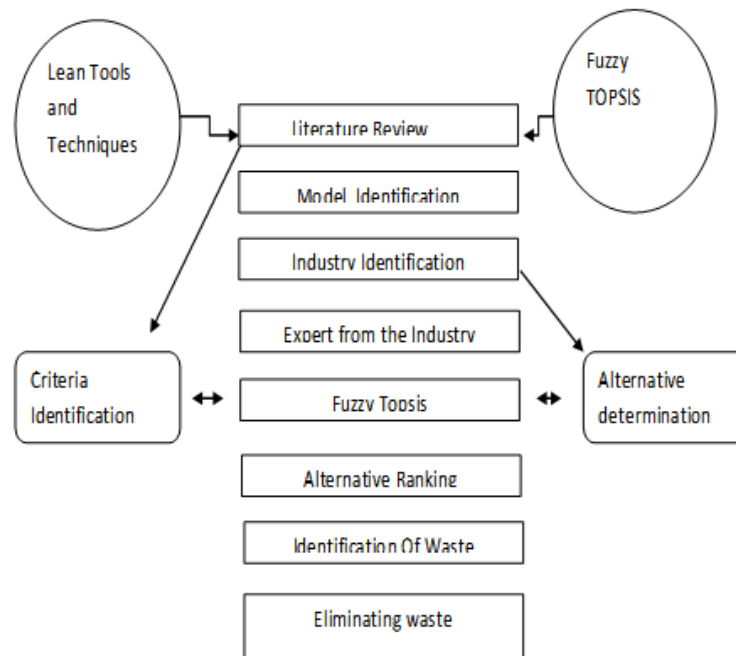 Lean Tools
and
Techniques
Fuzzy
TOPSIS
Literature Review
Model Identification
Industry Identification
Expert from the Industry
Criteria
Identification
Fuzzy Topsis
Alternative
determination
Alternative Ranking
Identification Of Waste
Eliminating waste